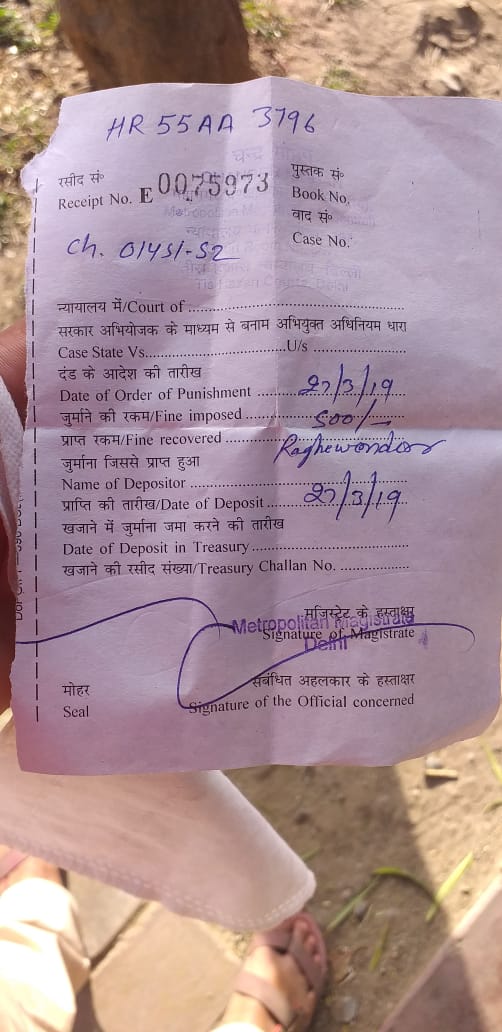 HR 55AA 3796
रसीद सं० पुस्तक सं०
Receipt No. E 0075973 Book No.
वाद सं०
Ch. 01451-52 Case No.
न्यायालय में/Court of
सरकार अभियोजक के माध्यम से बनाम अभियुक्त अधिनियम धारा
Case State Vs. U/s
दंड के आदेश की तारीख
Date of Order of Punishment 27/3/19
जुर्माने की रकम/Fine imposed 500/-
प्राप्त रकम/Fine recovered
जुर्माना जिससे प्राप्त हुआ
Name of Depositor
प्राप्ति की तारीख/Date of Deposit 27/3/19
खजाने में जुर्माना जमा करने की तारीख
Date of Deposit in Treasury
खजाने की रसीद संख्या/Treasury Challan No.
मजिस्ट्रेट के हस्ताक्षर
Metropolitan Magistrate
Signature of Magistrate
Delhi
मोहर संबंधित अहलकार के हस्ताक्षर
Seal Signature of the Official concerned